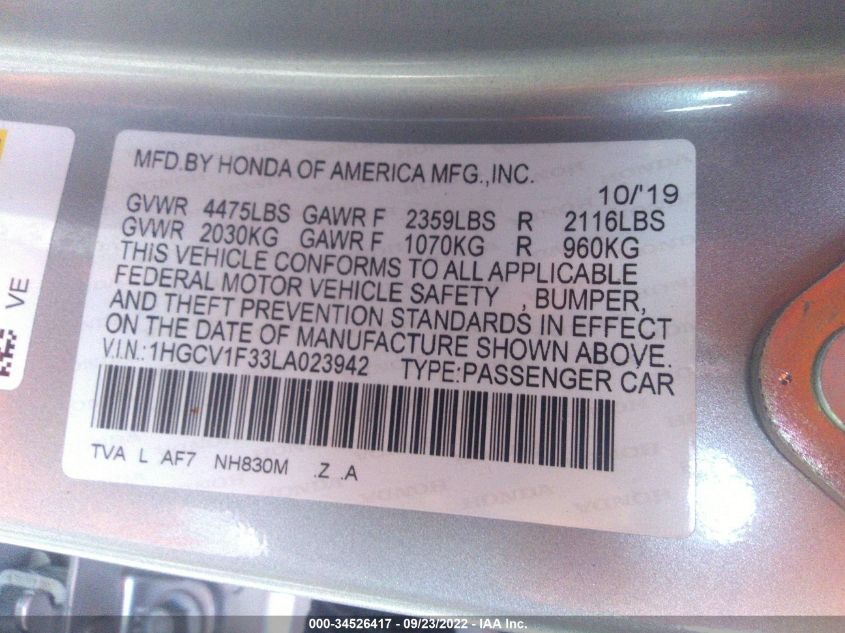 MFD.BY HONDA OF AMERICA MFG.,INC.
10/'19
GVWR 4475LBS GAWR F 2359LBS R 2116LBS
GVWR 2030KG GAWR F 1070KG R 960KG
THIS VEHICLE CONFORMS TO ALL APPLICABLE
FEDERAL MOTOR VEHICLE SAFETY , BUMPER,
AND THEFT PREVENTION STANDARDS IN EFFECT
ON THE DATE OF MANUFACTURE SHOWN ABOVE.
V.I.N.:1HGCV1F33LA023942 TYPE:PASSENGER CAR
TVA L AF7 NH830M .Z .A
VE
HONDA HONDA HONDA
000-34526417 - 09/23/2022 - IAA Inc.